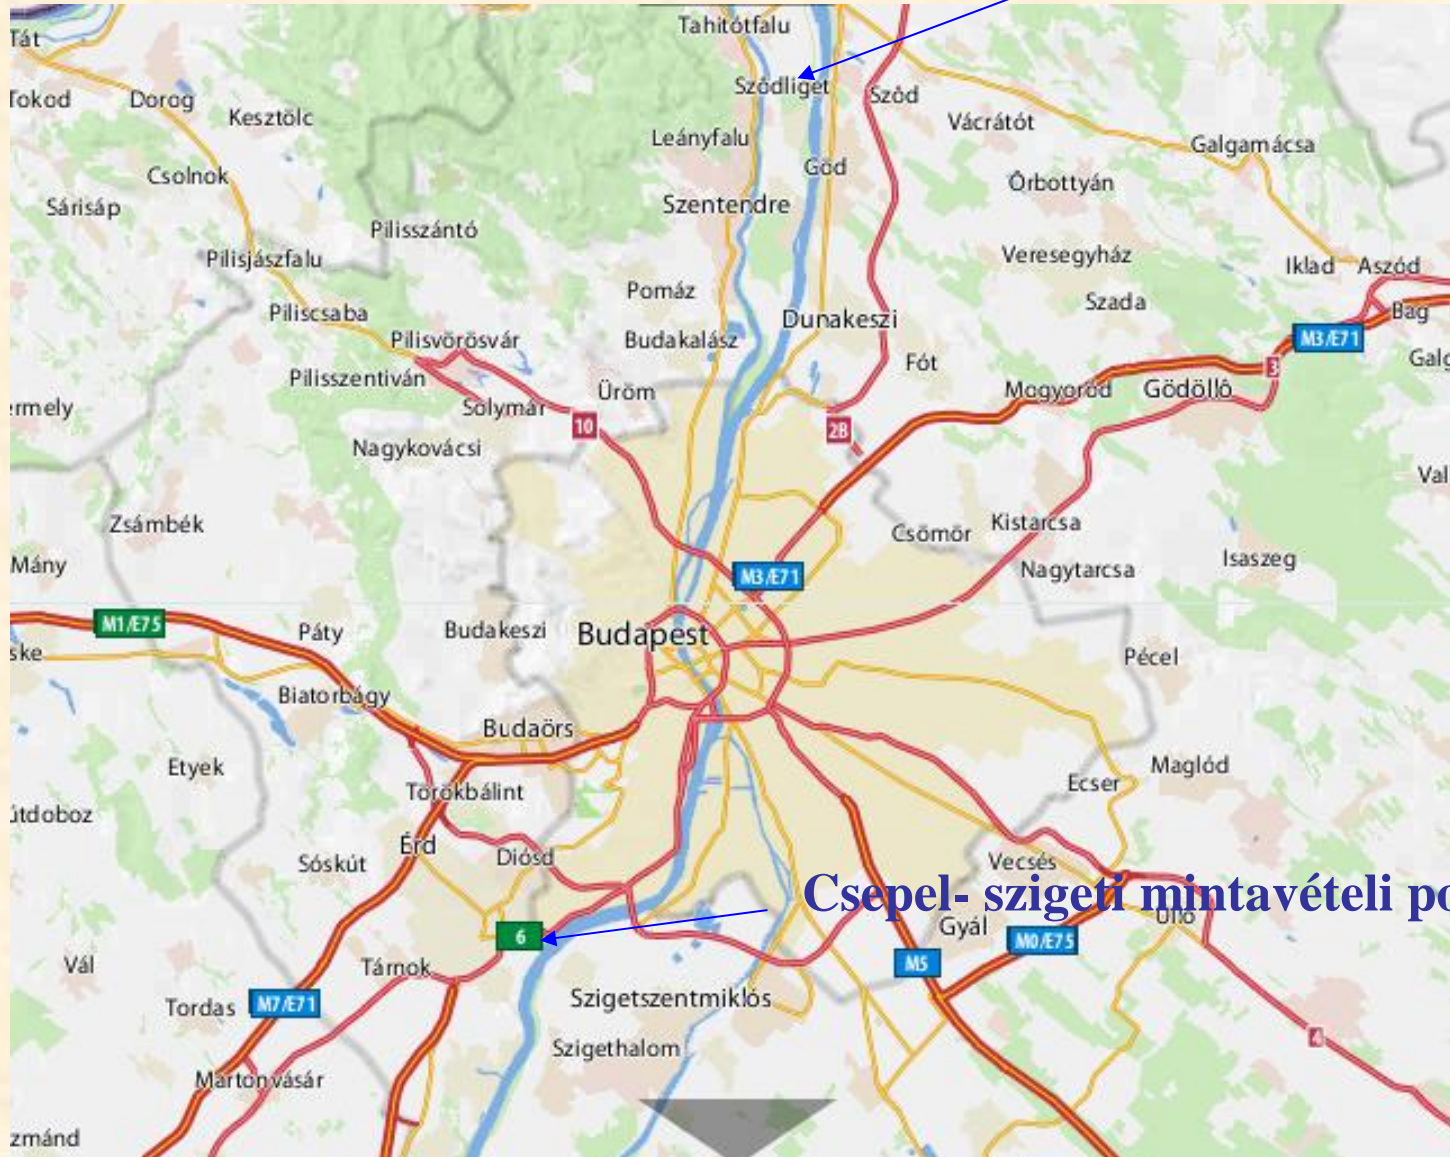 Tahitótfalu
Tát
Sződliget
Tokod
Dorog
Sződ
Kesztölc
Vácrátót
Leányfalu
Galgamácsa
Göd
Csolnok
Őrbottyán
Sárisáp
Szentendre
Pilisszántó
Veresegyház
Pilisjászfalu
Iklad
Aszód
Pomáz
Szada
Piliscsaba
Dunakeszi
Bag
Pilisvörösvár
Budakalász
M3/E71
Fót
Galg
3
Pilisszentiván
Mogyoród
Gödöllő
Üröm
ermely
Solymár
10
2B
Nagykovácsi
Val
Zsámbék
Kistarcsa
Csömör
Mány
Nagytarcsa
Isaszeg
M3/E71
M1/E75
Páty
Budakeszi
Budapest
ske
Pécel
Biatorbágy
Budaörs
Etyek
Maglód
Ecser
Törökbálint
útdoboz
Érd
Diósd
Sóskút
Vecsés
Csepel- szigeti mintavételi po
Üllő
Gyál
6
M0/E75
M5
Vál
Tárnok
Tordas
M7/E71
Szigetszentmiklós
4
Szigethalom
Martonvásár
zmánd